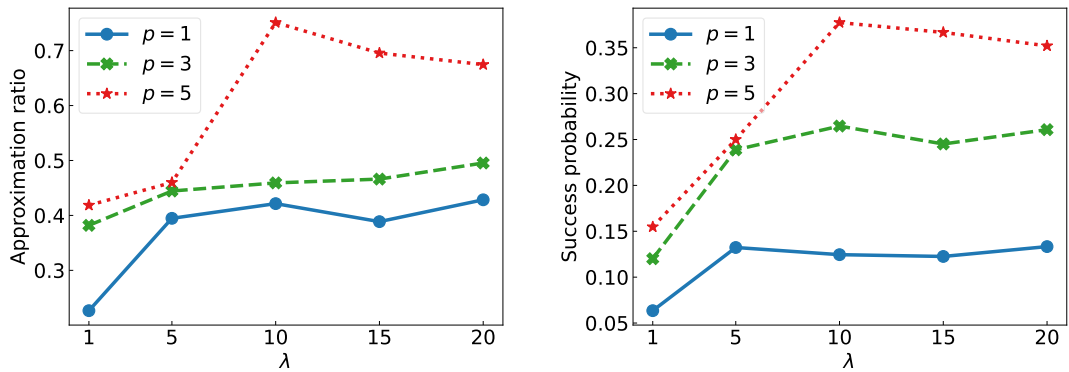 Approximation ratio
0.7
0.6
0.5
0.4
0.3
p = 1
p = 3
p = 5
1 5 10 15 20
λ
Success probability
0.35
0.30
0.25
0.20
0.15
0.10
0.05
p = 1
p = 3
p = 5
1 5 10 15 20
λ